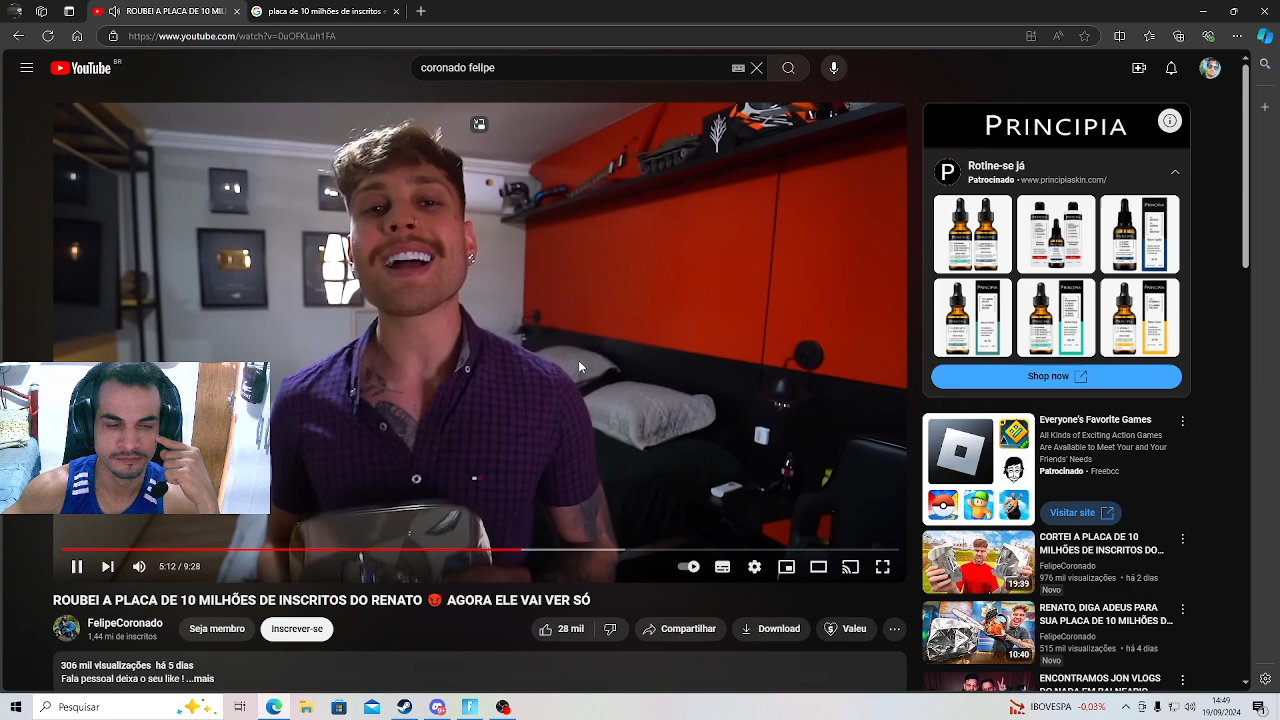 ROUBEI A PLACA DE 10 MIL
placa de 10 milhões de inscritos
https://www.youtube.com/watch?v=0uOFKLuh1FA
YouTube BR
coronado felipe
PRINCIPIA
Rotine-se já
Patrocinado · www.principiaskin.com/
Shop now
Everyone's Favorite Games
All Kinds of Exciting Action Games
Are Available to Meet Your and Your
Friends' Needs
Patrocinado · Freebcc
Visitar site
5:12 / 9:28
CORTEI A PLACA DE 10
MILHÕES DE INSCRITOS DO...
FelipeCoronado
976 mil visualizações · há 2 dias
Novo
19:39
ROUBEI A PLACA DE 10 MILHÕES DE INSCRITOS DO RENATO 😈 AGORA ELE VAI VER SÓ
FelipeCoronado
1,44 mi de inscritos
Seja membro
Inscrever-se
28 mil
Compartilhar
Download
Valeu
RENATO, DIGA ADEUS PARA
SUA PLACA DE 10 MILHÕES D...
FelipeCoronado
515 mil visualizações · há 4 dias
Novo
10:40
306 mil visualizações há 5 dias
Fala pessoal deixa o seu like ! ...mais
ENCONTRAMOS JON VLOGS
DO NADA EM BALNEARIO
Pesquisar
IBOVESPA -0,03%
14:49
19/09/2024